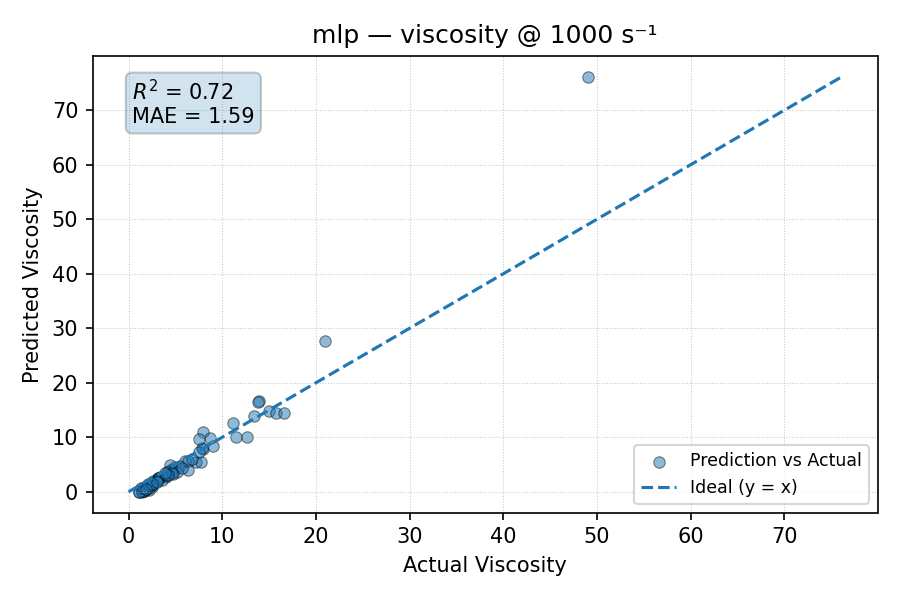 mlp — viscosity @ 1000 s⁻¹
R² = 0.72
MAE = 1.59
Predicted Viscosity
70
60
50
40
30
20
10
0
Prediction vs Actual
Ideal (y = x)
0 10 20 30 40 50 60 70
Actual Viscosity